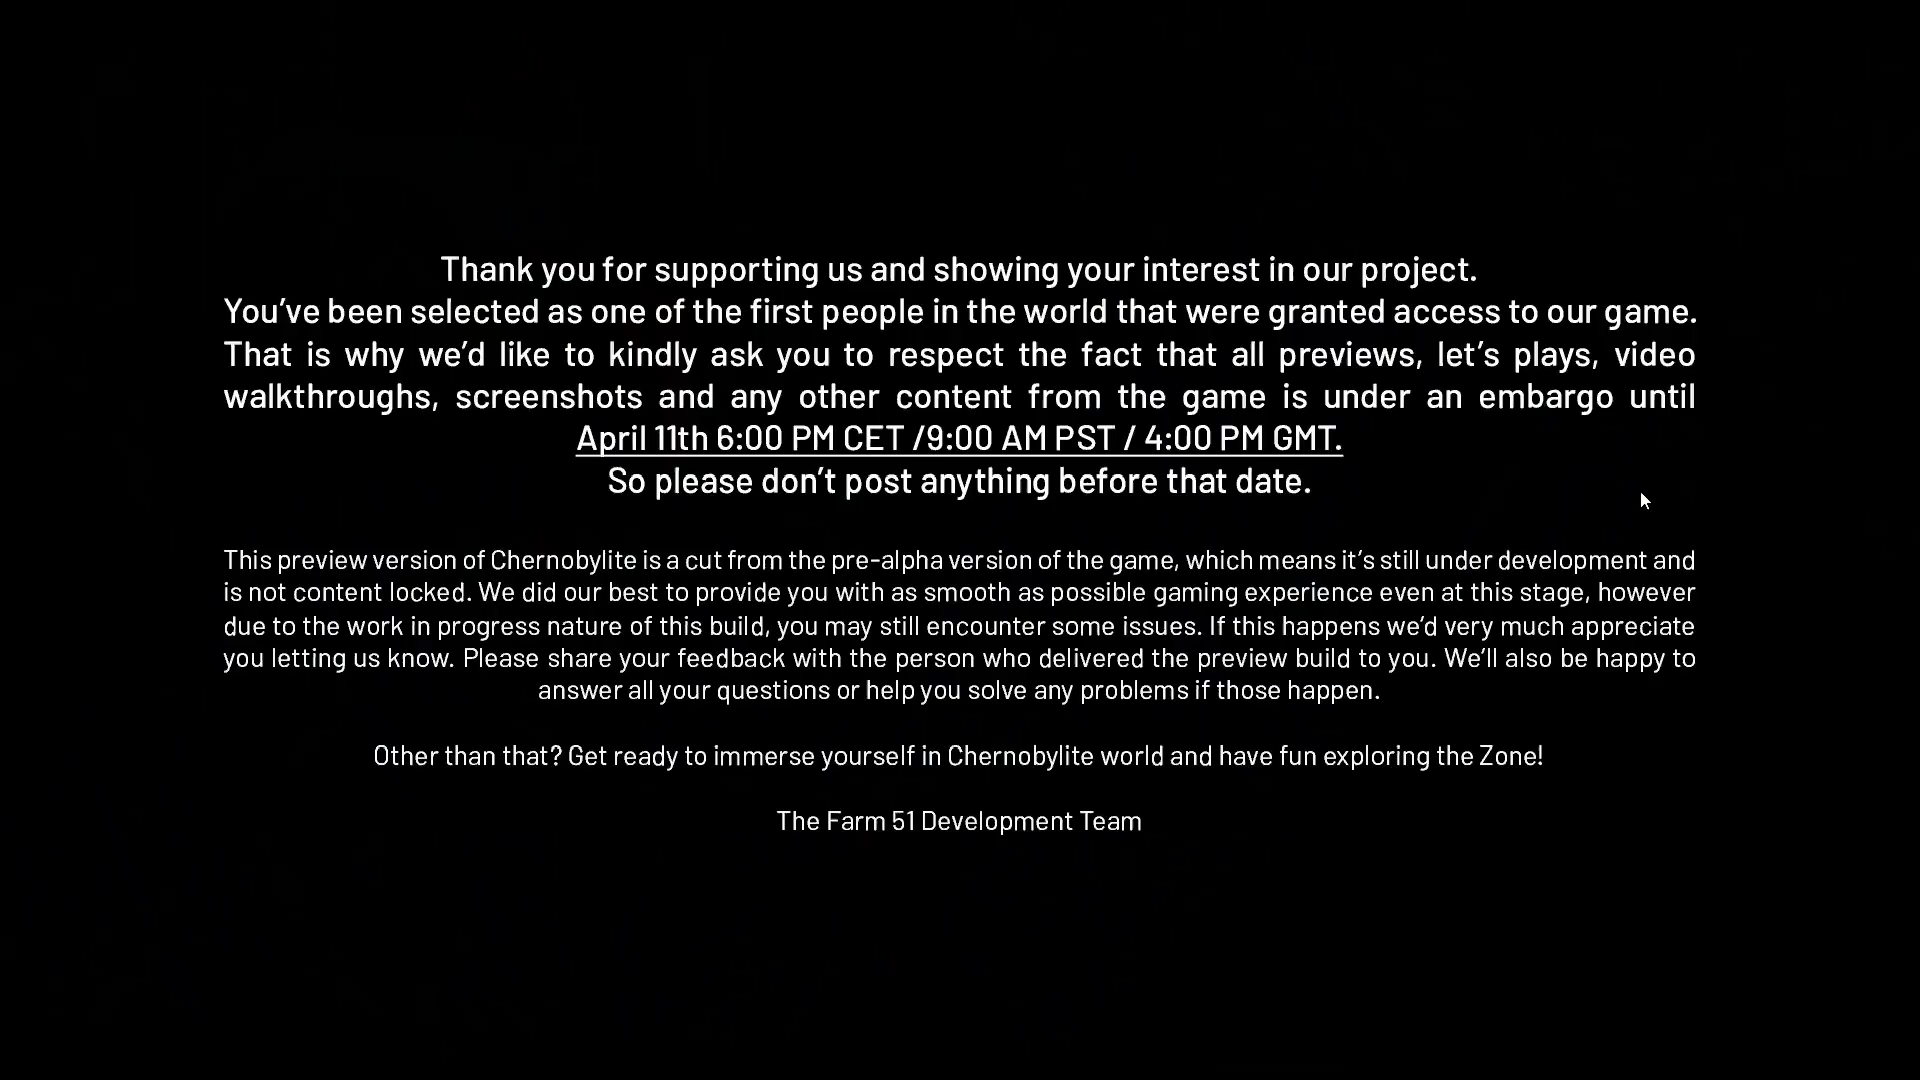 Thank you for supporting us and showing your interest in our project.
You’ve been selected as one of the first people in the world that were granted access to our game.
That is why we’d like to kindly ask you to respect the fact that all previews, let’s plays, video
walkthroughs, screenshots and any other content from the game is under an embargo until
April 11th 6:00 PM CET /9:00 AM PST / 4:00 PM GMT.
So please don’t post anything before that date.
This preview version of Chernobylite is a cut from the pre-alpha version of the game, which means it’s still under development and
is not content locked. We did our best to provide you with as smooth as possible gaming experience even at this stage, however
due to the work in progress nature of this build, you may still encounter some issues. If this happens we’d very much appreciate
you letting us know. Please share your feedback with the person who delivered the preview build to you. We’ll also be happy to
answer all your questions or help you solve any problems if those happen.
Other than that? Get ready to immerse yourself in Chernobylite world and have fun exploring the Zone!
The Farm 51 Development Team